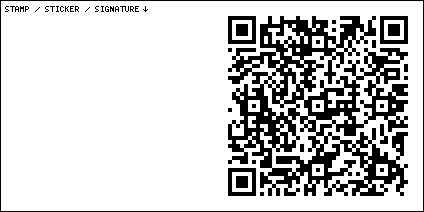 STAMP / STICKER / SIGNATURE ↓